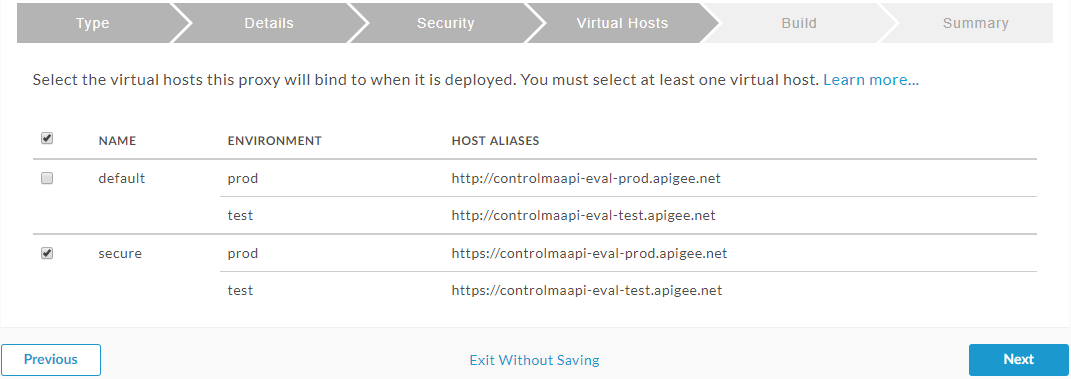 Type Details Security Virtual Hosts Build Summary
Select the virtual hosts this proxy will bind to when it is deployed. You must select at least one virtual host. Learn more...
NAME ENVIRONMENT HOST ALIASES
default prod http://controlmaapi-eval-prod.apigee.net
test http://controlmaapi-eval-test.apigee.net
secure prod https://controlmaapi-eval-prod.apigee.net
test https://controlmaapi-eval-test.apigee.net
Previous Exit Without Saving Next